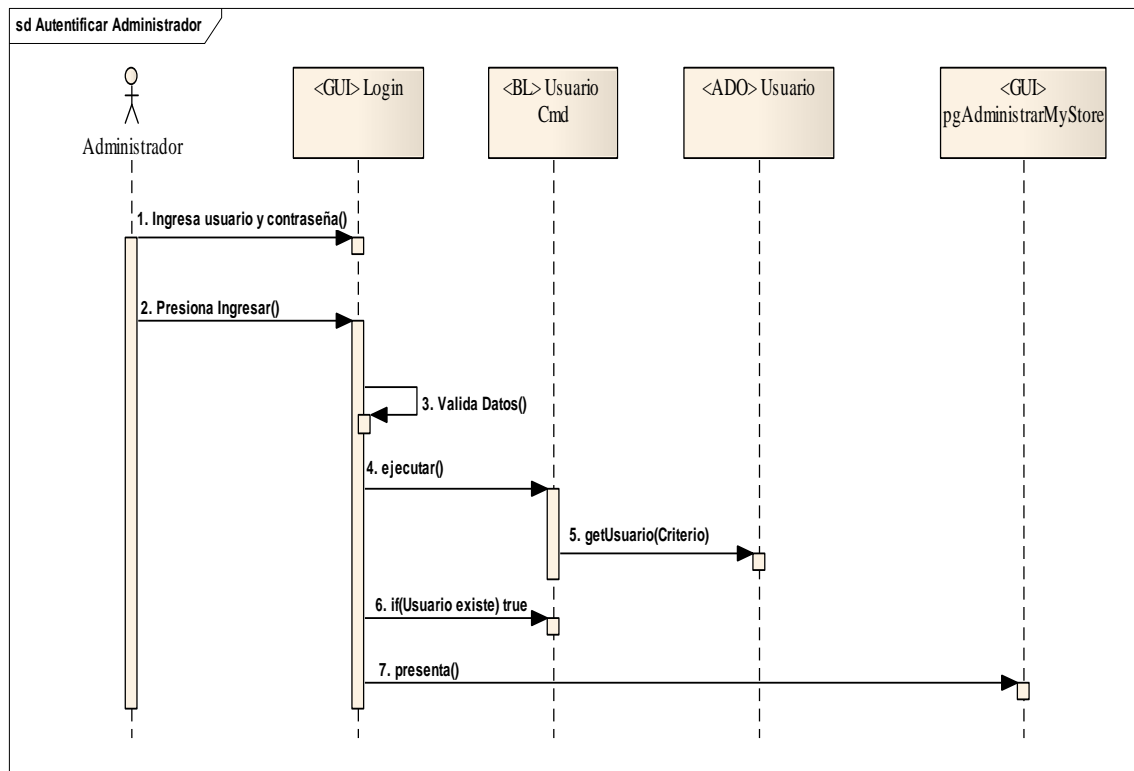 sd Autentificar Administrador
<GUI> Login
<BL> Usuario
Cmd
<ADO> Usuario
<GUI>
pgAdministrarMyStore
Administrador
1. Ingresa usuario y contraseña()
2. Presiona Ingresar()
3. Valida Datos()
4. ejecutar()
5. getUsuario(Criterio)
6. if(Usuario existe) true
7. presenta()